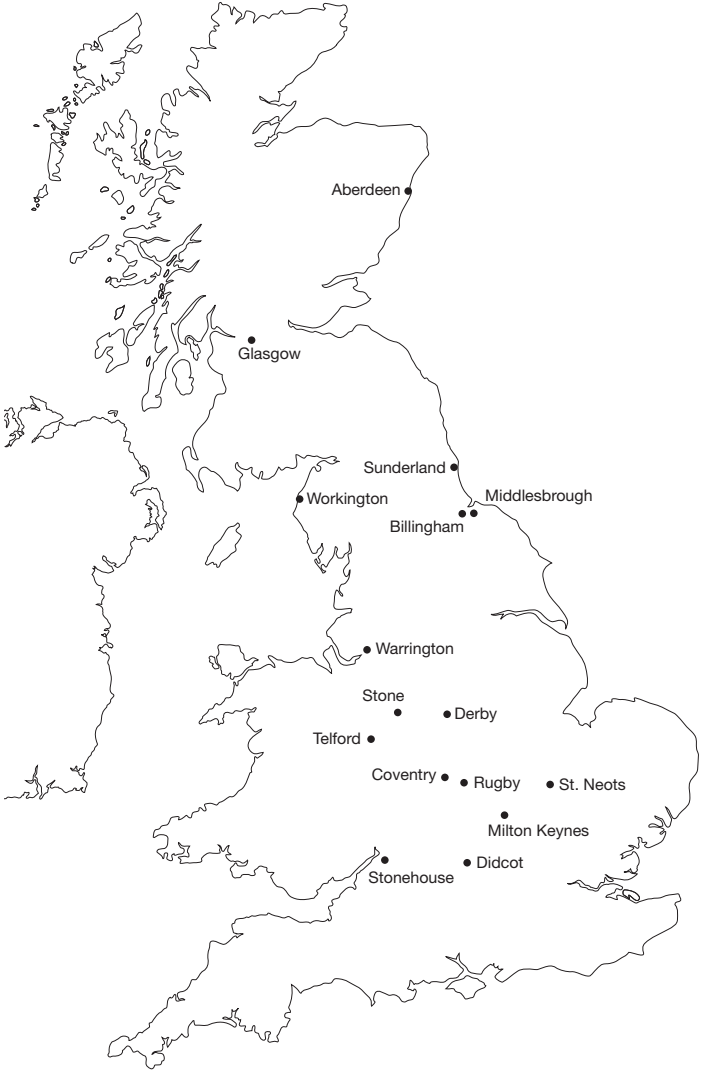 Aberdeen
Glasgow
Sunderland
Middlesbrough
Workington
Billingham
Warrington
Stone
Derby
Telford
Coventry
Rugby
St. Neots
Milton Keynes
Didcot
Stonehouse